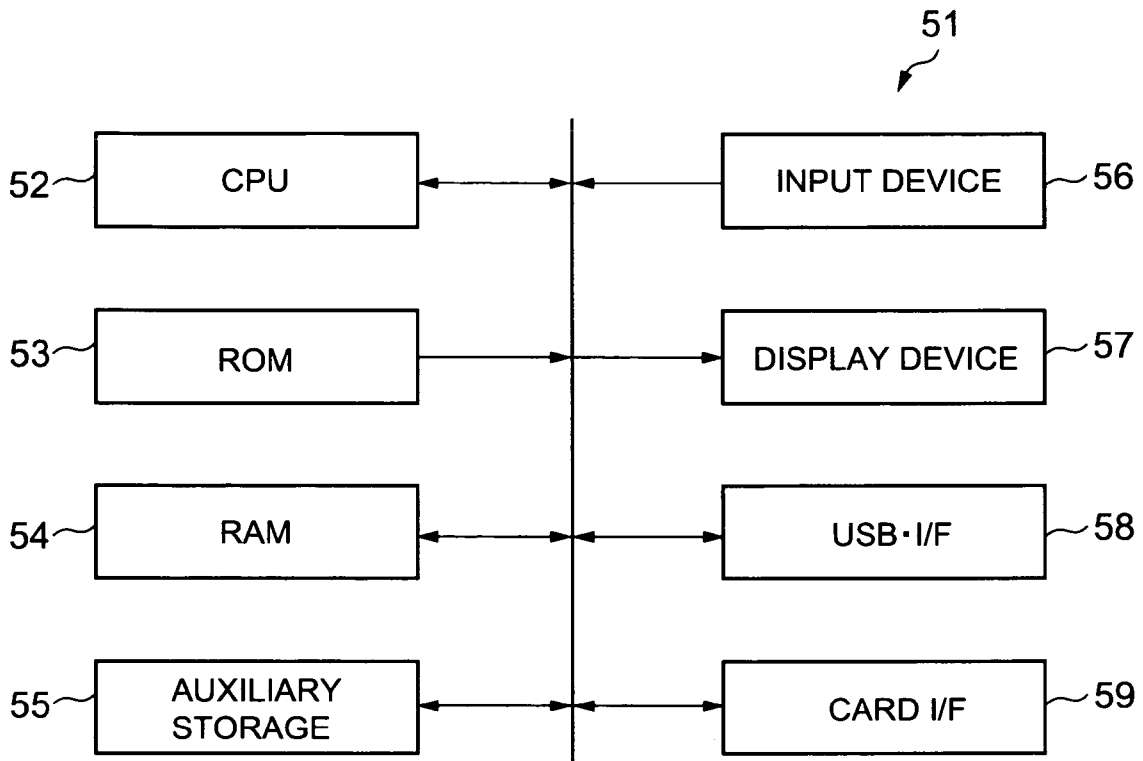 51
52
CPU
INPUT DEVICE
56
53
ROM
DISPLAY DEVICE
57
54
RAM
USB・I/F
58
55
AUXILIARY
STORAGE
CARD I/F
59